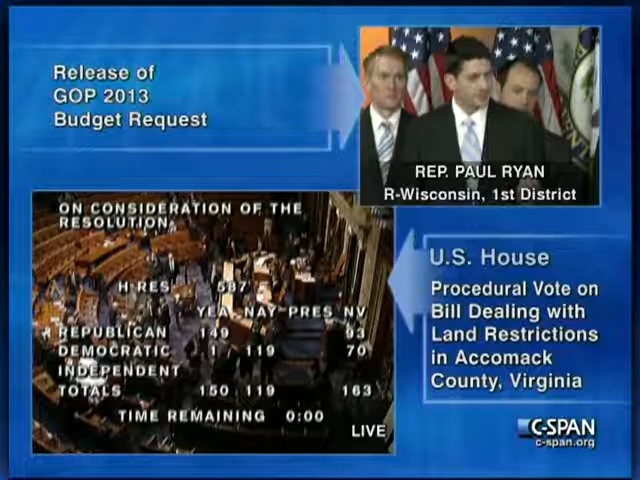 Release of
GOP 2013
Budget Request
REP. PAUL RYAN
R-Wisconsin, 1st District
ON CONSIDERATION OF THE
RESOLUTION
H RES 587
YEA NAY PRES NV
REPUBLICAN 149 93
DEMOCRATIC 1 119 70
INDEPENDENT
TOTALS 150 119 163
TIME REMAINING 0:00
LIVE
U.S. House
Procedural Vote on
Bill Dealing with
Land Restrictions
in Accomack
County, Virginia
C-SPAN
c-span.org